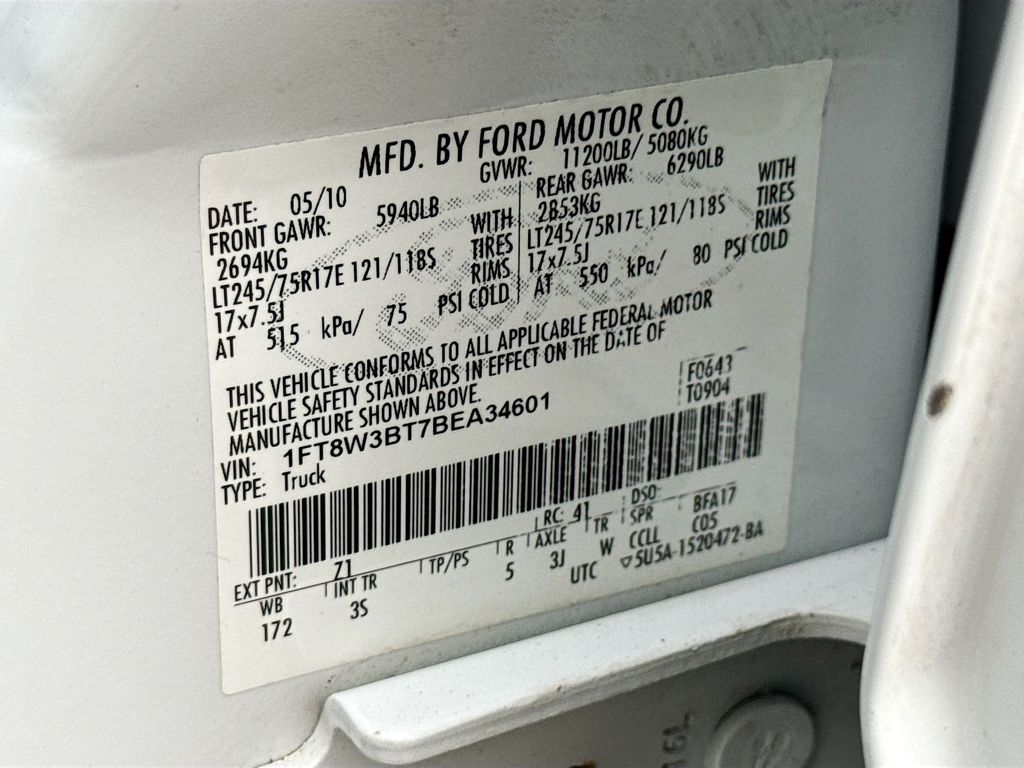 MFD. BY FORD MOTOR CO.
DATE: 05/10 GVWR: 11200LB/ 5080KG
FRONT GAWR: 5940LB REAR GAWR: 6290LB
2694KG WITH 2853KG WITH
LT245/75R17E 121/118S TIRES LT245/75R17E 121/118S TIRES
17x7.5J RIMS 17x7.5J RIMS
AT 515 kPa/ 75 PSI COLD AT 550 kPa/ 80 PSI COLD
THIS VEHICLE CONFORMS TO ALL APPLICABLE FEDERAL MOTOR
VEHICLE SAFETY STANDARDS IN EFFECT ON THE DATE OF
MANUFACTURE SHOWN ABOVE.
F0643
T0904
VIN: 1FT8W3BT7BEA34601
TYPE: Truck
EXT PNT: Z1 RC: 41 DSO:
WB INT TR TP/PS R AXLE TR SPR BFA17
172 3S 5 3J W CCLL C05
UTC ▽5U5A-1520472-BA
16L